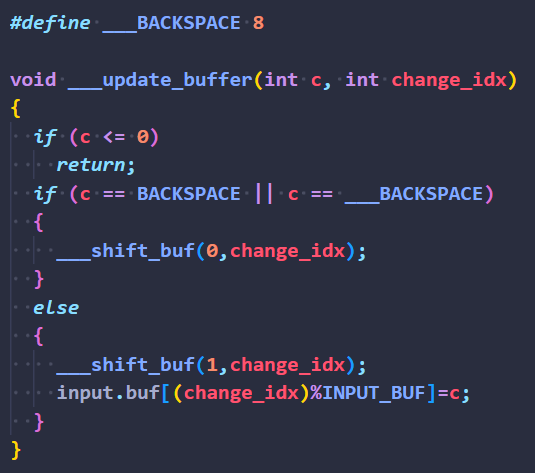 #define ___BACKSPACE 8

void ___update_buffer(int c, int change_idx)
{
  if (c <= 0)
    return;
  if (c == BACKSPACE || c == ___BACKSPACE)
  {
    ___shift_buf(0,change_idx);
  }
  else
  {
    ___shift_buf(1,change_idx);
    input.buf[(change_idx)%INPUT_BUF]=c;
  }
}